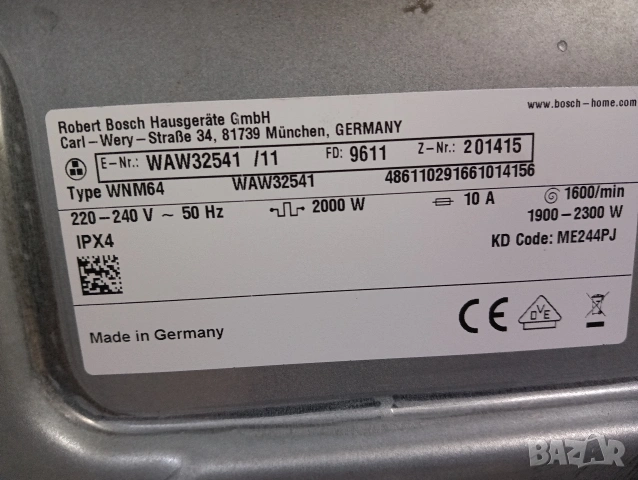 www.bosch-home.com
Robert Bosch Hausgeräte GmbH
Carl-Wery-Straße 34, 81739 München, GERMANY
E-Nr.: WAW32541 /11 FD: 9611 Z-Nr.: 201415
Type WNM64 WAW32541 486110291661014156
220-240 V ~ 50 Hz 2000 W 10 A 1600/min
1900-2300 W
IPX4 KD Code: ME244PJ
Made in Germany CE DVE
BAZAR